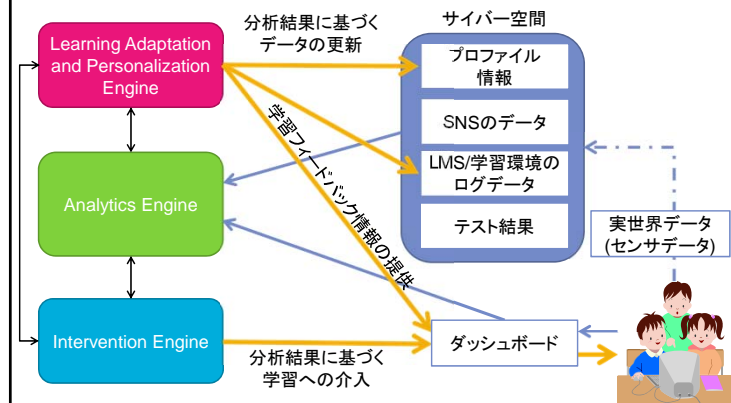 Learning Adaptation
and Personalization
Engine
分析結果に基づく
データの更新
サイバー空間
プロファイル
情報
SNSのデータ
LMS/学習環境の
ログデータ
テスト結果
学習フィードバック情報の提供
Analytics Engine
実世界データ
(センサデータ)
Intervention Engine
分析結果に基づく
学習への介入
ダッシュボード